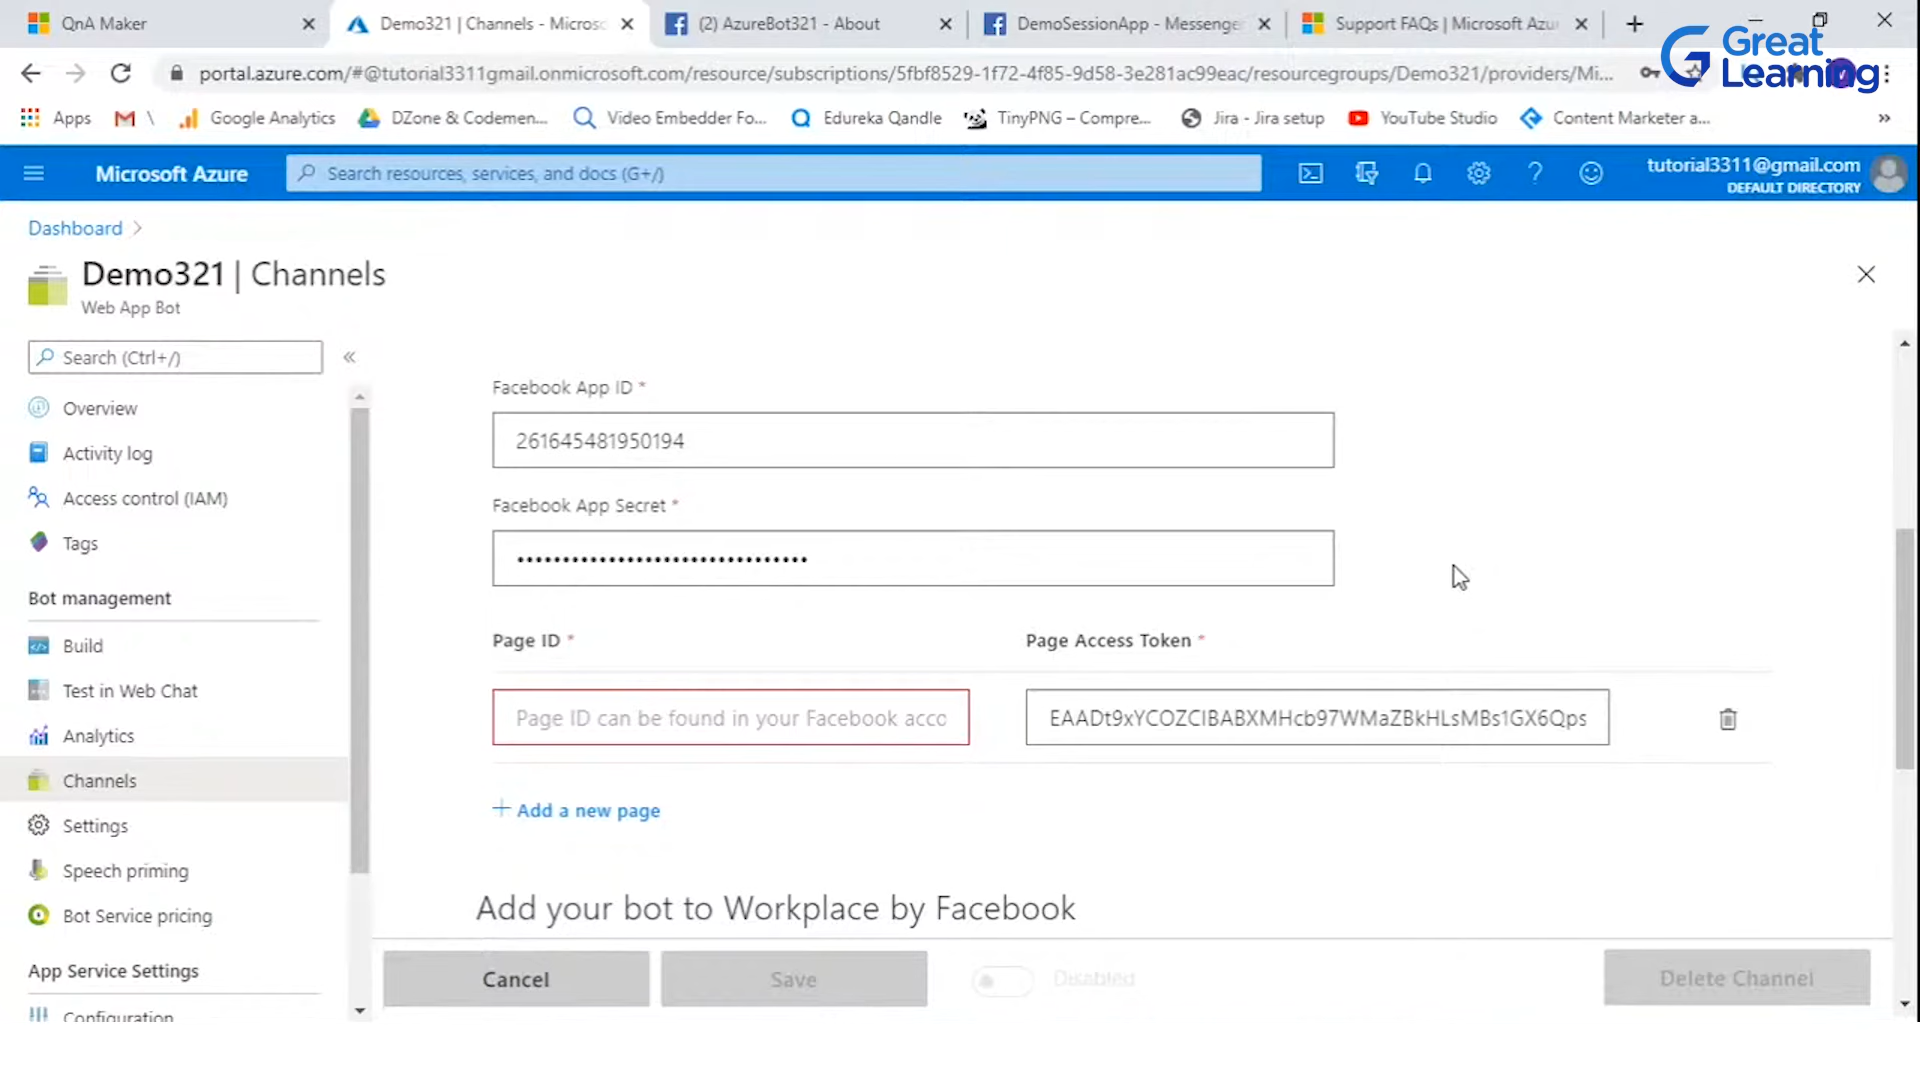 QnA Maker
Demo321 | Channels - Microso
(2) AzureBot321 - About
DemoSessionApp - Messenge
Support FAQs | Microsoft Azu
Great Learning
portal.azure.com/#@tutorial3311gmail.onmicrosoft.com/resource/subscriptions/5fbf8529-1f72-4f85-9d58-3e281ac99eac/resourcegroups/Demo321/providers/Mi...
Apps
Google Analytics
DZone & Codemen...
Video Embedder Fo...
Edureka Qandle
TinyPNG – Compre...
Jira - Jira setup
YouTube Studio
Content Marketer a...
Microsoft Azure
Search resources, services, and docs (G+/)
tutorial3311@gmail.com
DEFAULT DIRECTORY
Dashboard
Demo321 | Channels
Web App Bot
Search (Ctrl+/)
Overview
Activity log
Access control (IAM)
Tags
Bot management
Build
Test in Web Chat
Analytics
Channels
Settings
Speech priming
Bot Service pricing
App Service Settings
Configuration
Facebook App ID *
261645481950194
Facebook App Secret *
Page ID *
Page Access Token *
Page ID can be found in your Facebook acco
EAADt9xYCOZCIBABXMHcb97WMaZBkHLsMBs1GX6Qps
+ Add a new page
Add your bot to Workplace by Facebook
Cancel
Save
Disabled
Delete Channel